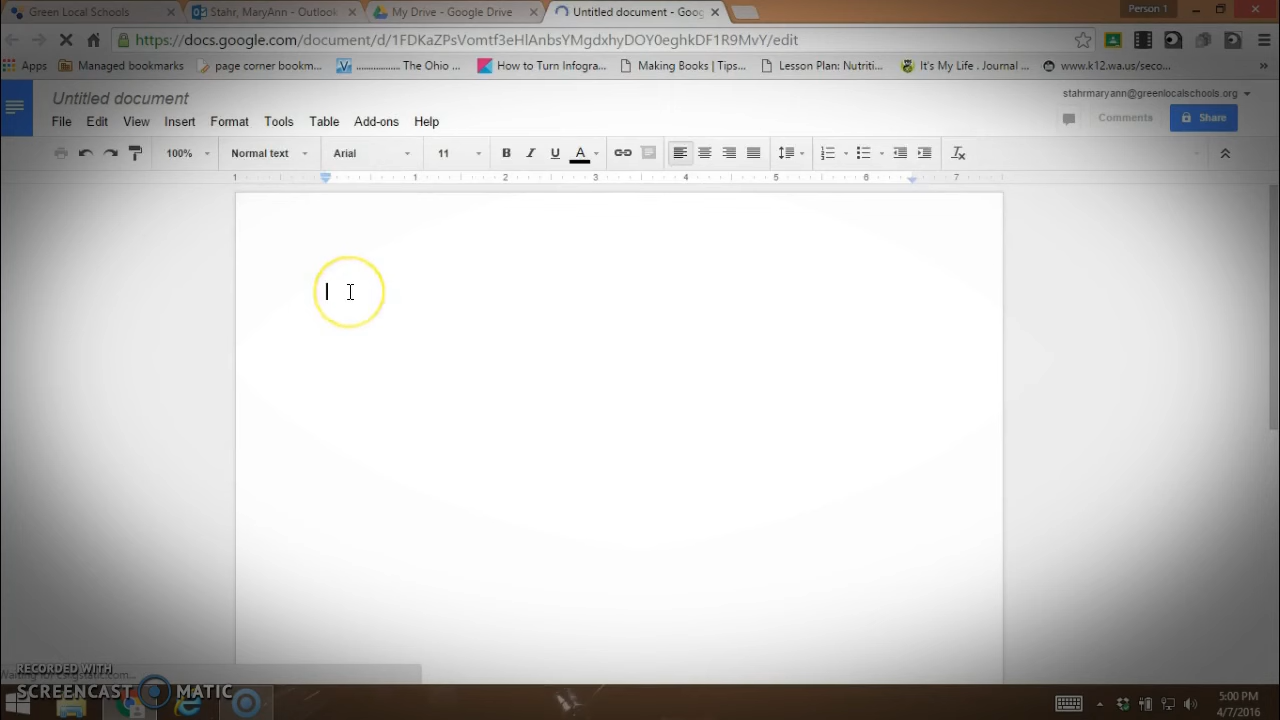 Green Local Schools
Stahr, MaryAnn - Outlook
My Drive - Google Drive
Untitled document - Goog
Person 1
https://docs.google.com/document/d/1FDKaZPsVomtf3eHlAnbsYMgdxhyDOY0eghkDF1R9MvY/edit
Apps
Managed bookmarks
page corner bookm...
................. The Ohio ...
How to Turn Infogra...
Making Books | Tips...
Lesson Plan: Nutriti...
It's My Life . Journal ...
www.k12.wa.us/seco...
Untitled document
stahrmaryann@greenlocalschools.org
File Edit View Insert Format Tools Table Add-ons Help
Comments
Share
100% Normal text Arial 11 B I U A
1 1 2 3 4 5 6 7
RECORDED WITH
SCREENCAST MATIC
5:00 PM
4/7/2016